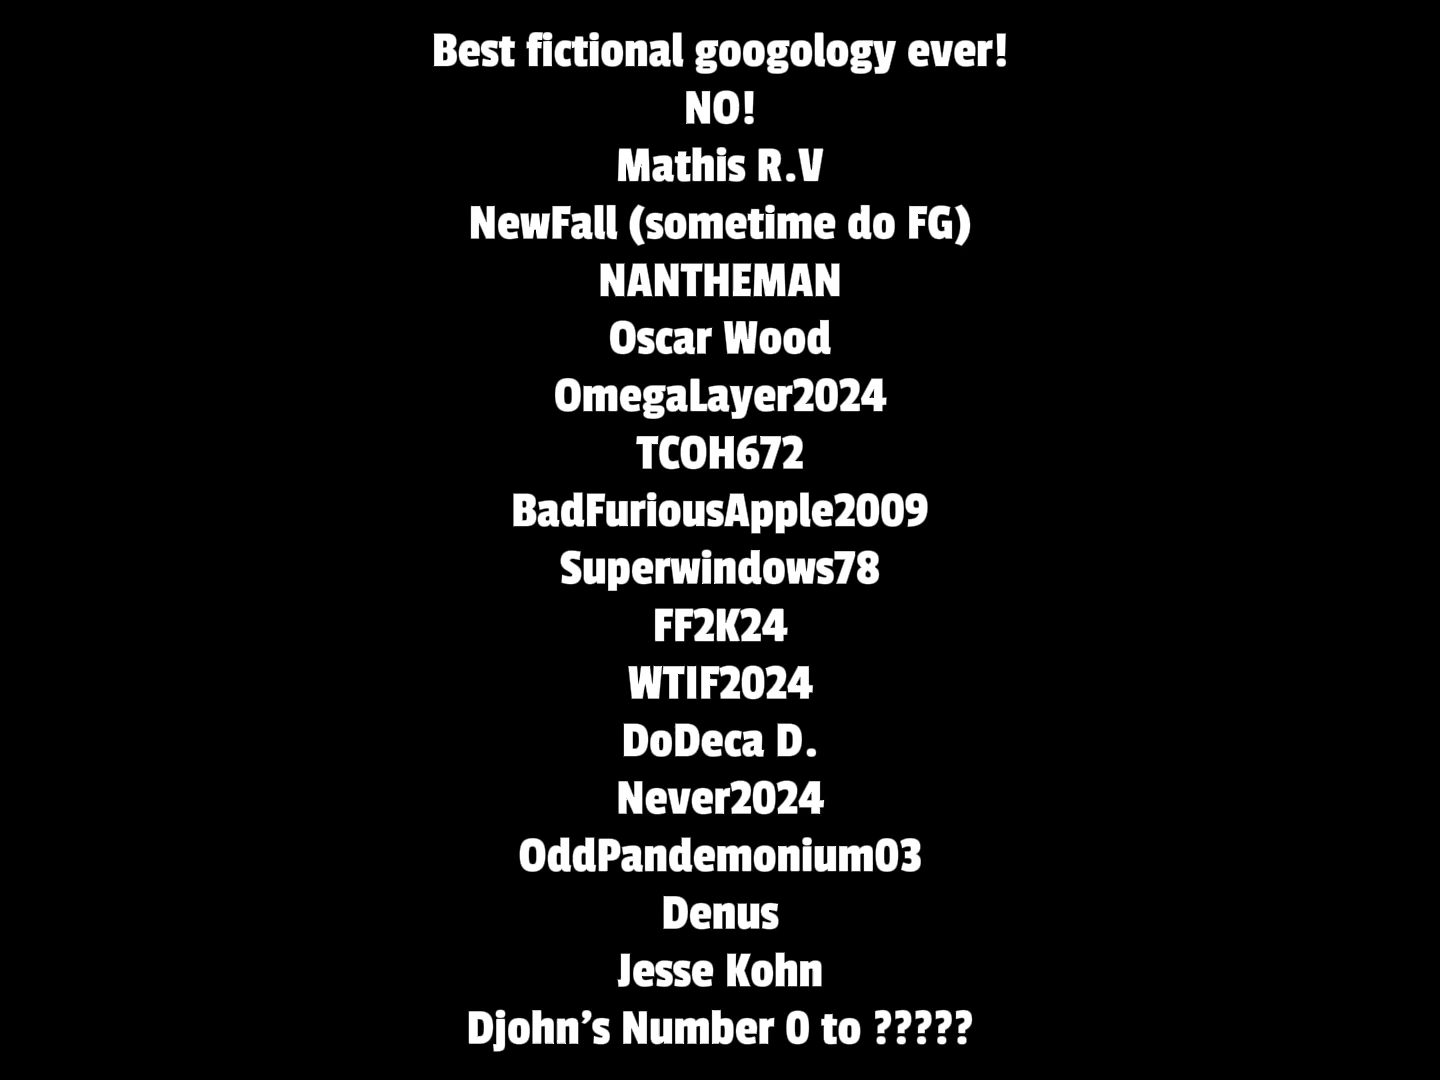 Best fictional googology ever!
NO!
Mathis R.V
NewFall (sometime do FG)
NANTHEMAN
Oscar Wood
OmegaLayer2024
TCOH672
BadFuriousApple2009
Superwindows78
FF2K24
WTIF2024
DoDeca D.
Never2024
OddPandemonium03
Denus
Jesse Kohn
Djohn’s Number 0 to ?????